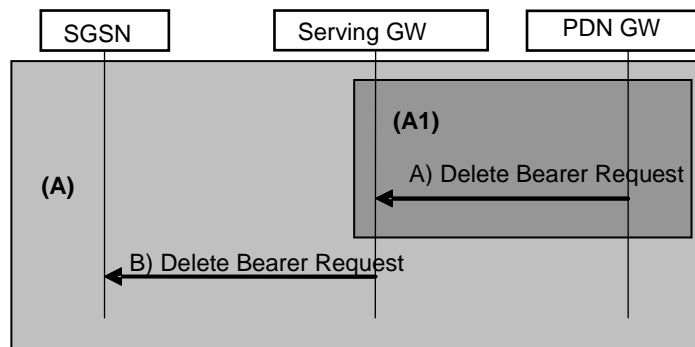 SGSN
Serving GW
PDN GW
(A1)
(A)
A) Delete Bearer Request
B) Delete Bearer Request